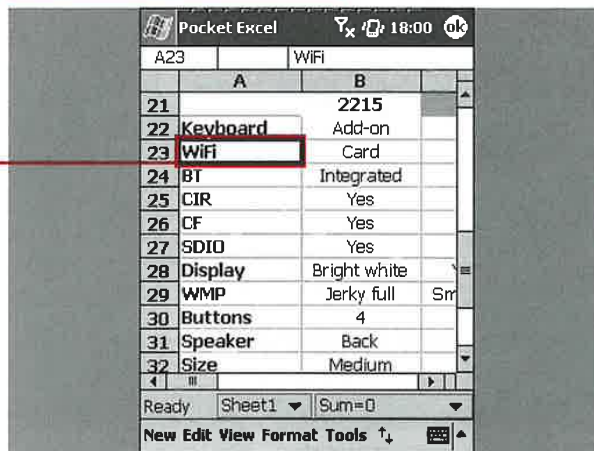 Pocket Excel 18:00 ok
A23 WiFi
A B
21 2215
22 Keyboard Add-on
23 WiFi Card
24 BT Integrated
25 CIR Yes
26 CF Yes
27 SDIO Yes
28 Display Bright white
29 WMP Jerky full Sm
30 Buttons 4
31 Speaker Back
32 Size Medium
Ready Sheet1 Sum=0
New Edit View Format Tools